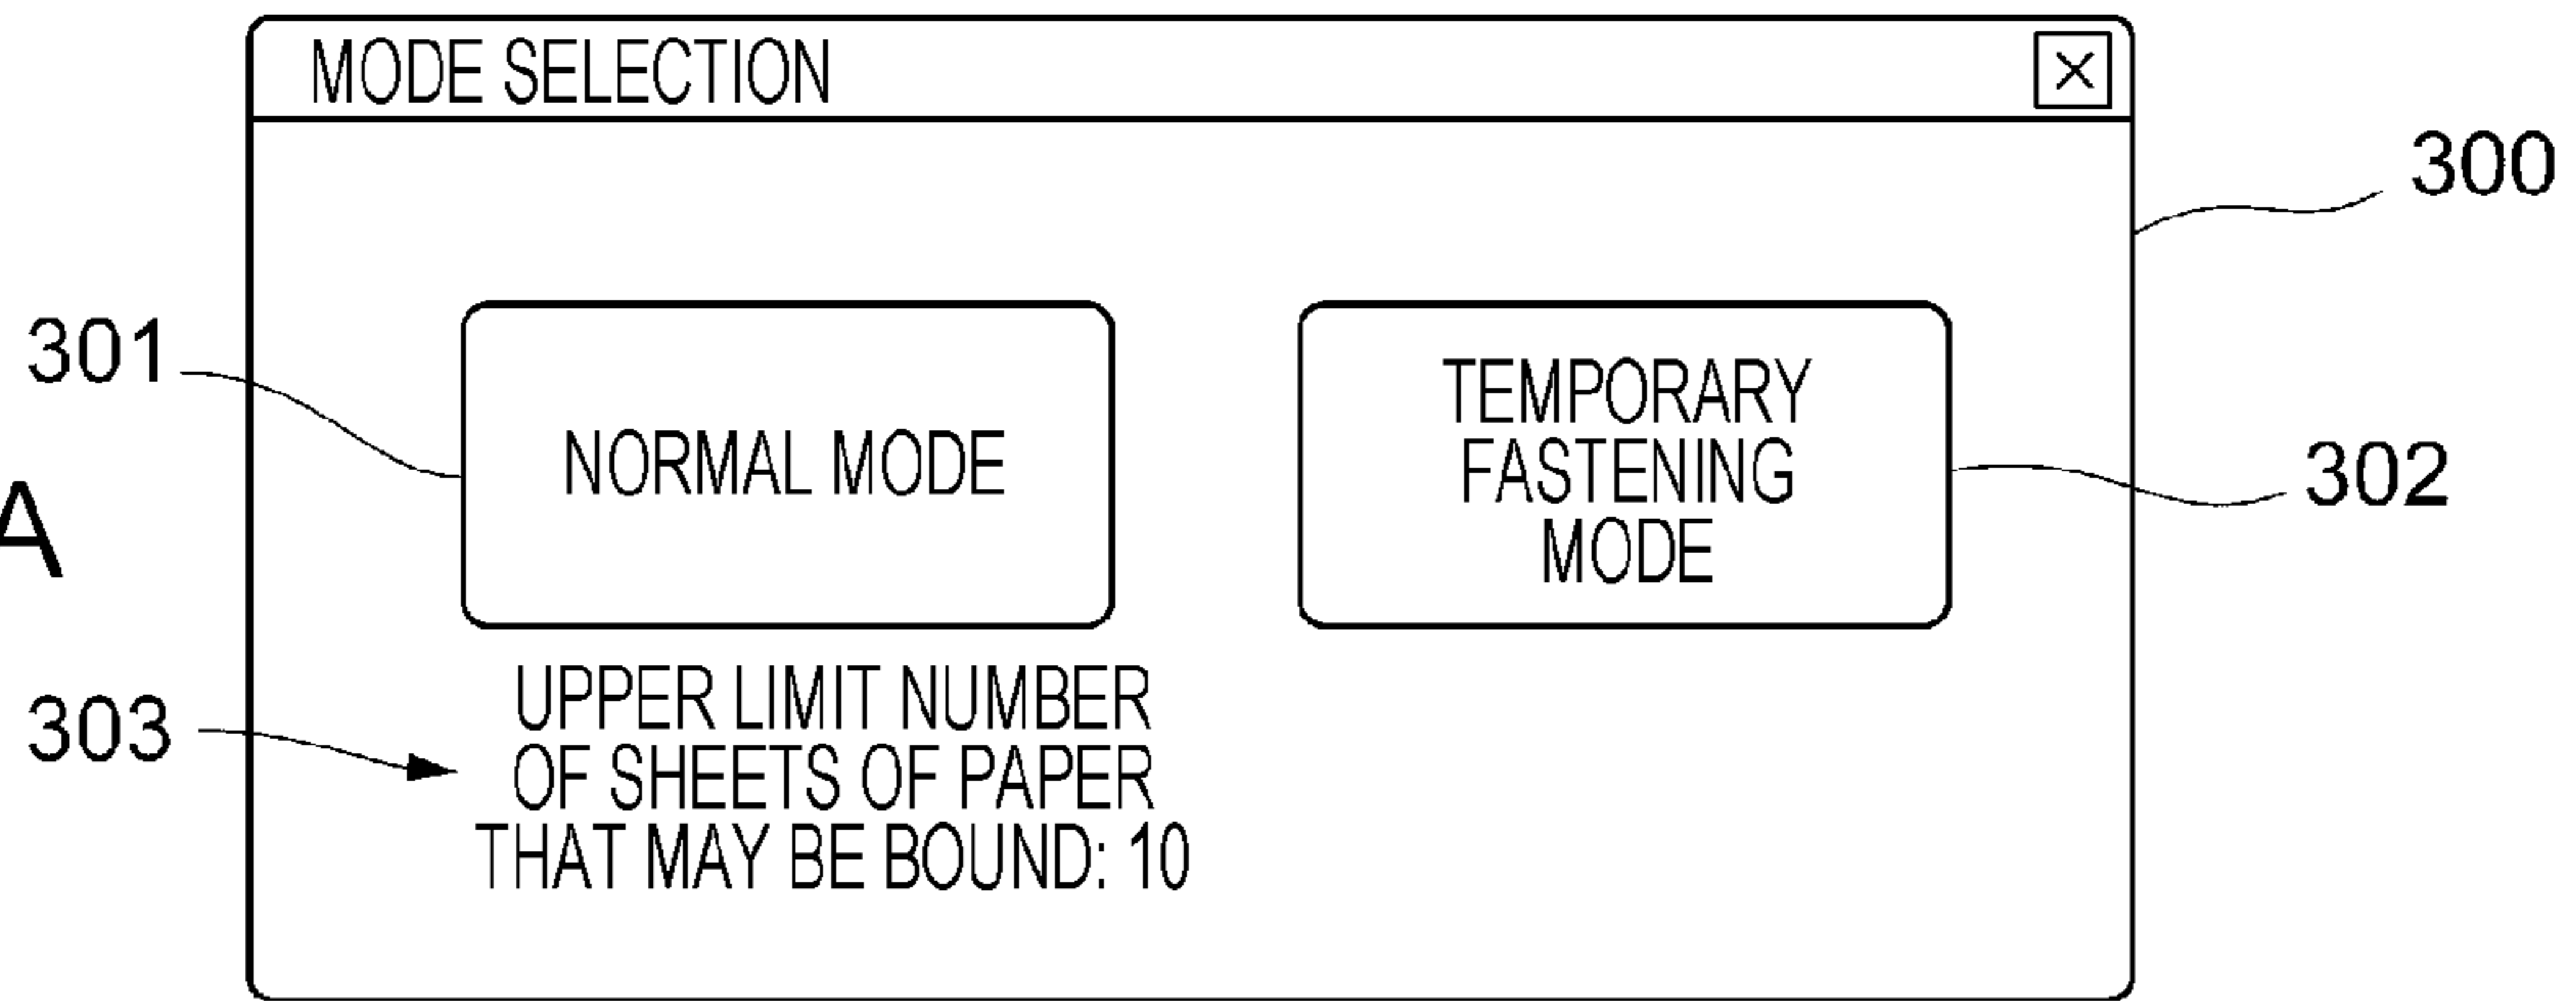 MODE SELECTION
300
301
NORMAL MODE
TEMPORARY
FASTENING
MODE
302
A
303
UPPER LIMIT NUMBER
OF SHEETS OF PAPER
THAT MAY BE BOUND: 10